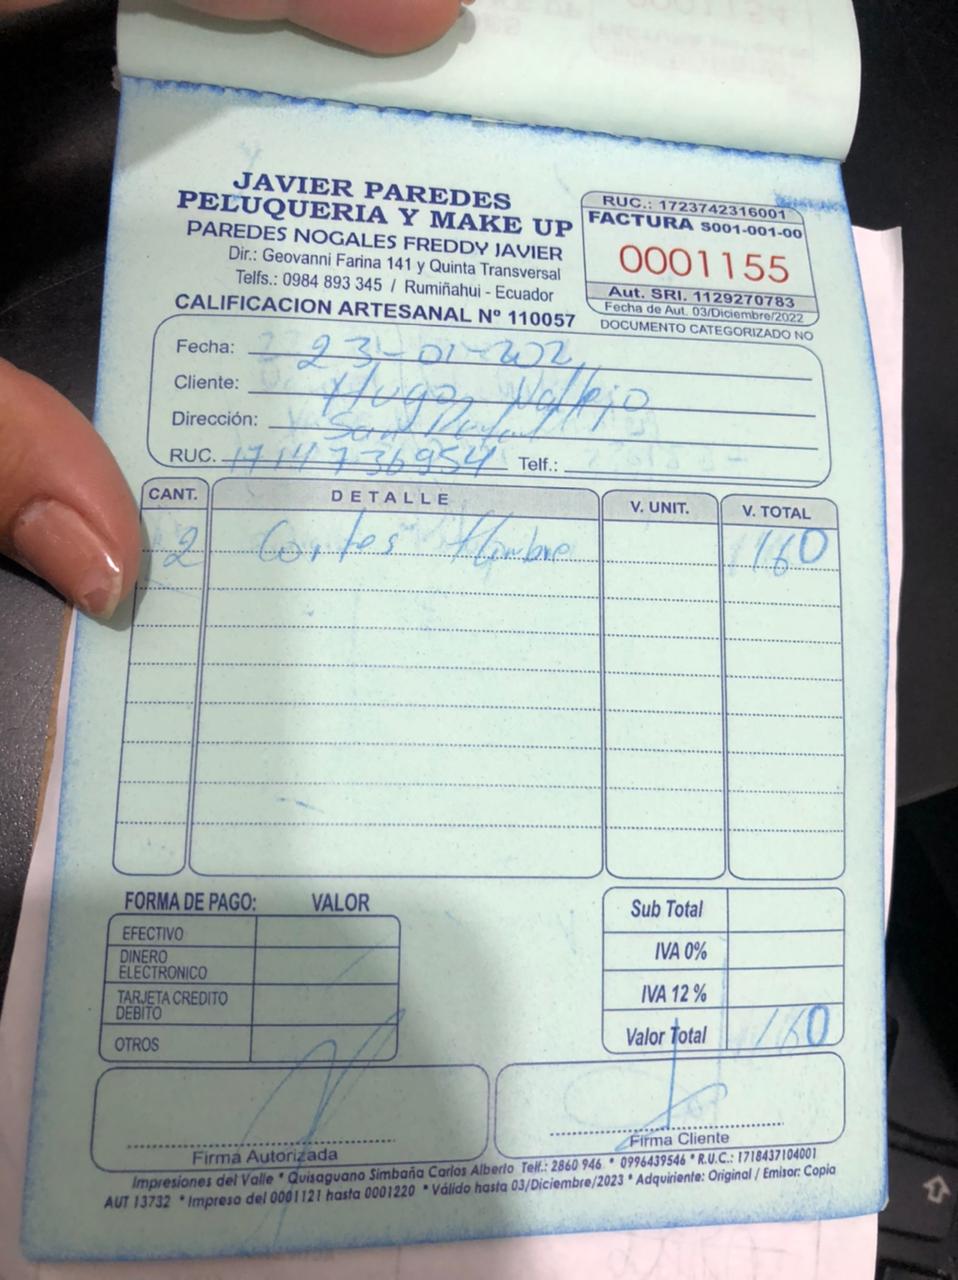 JAVIER PAREDES
PELUQUERIA Y MAKE UP
PAREDES NOGALES FREDDY JAVIER
Dir.: Geovanni Farina 141 y Quinta Transversal
Telfs.: 0984 893 345 / Rumiñahui - Ecuador
CALIFICACION ARTESANAL Nº 110057
RUC.: 1723742316001
FACTURA S001-001-00
0001155
Aut. SRI. 1129270783
Fecha de Aut. 03/Diciembre/2022
DOCUMENTO CATEGORIZADO NO
Fecha: 23-01-202
Cliente: Hugo Vallejo
Dirección: San Rafael
RUC. 1714736954 Telf.:
CANT. DETALLE V. UNIT. V. TOTAL
2 Cortes Hombre 160
FORMA DE PAGO: VALOR
EFECTIVO
DINERO
ELECTRONICO
TARJETA CREDITO
DEBITO
OTROS
Sub Total
IVA 0%
IVA 12 %
Valor Total 160
Firma Autorizada
Firma Cliente
Impresiones del Valle * Quisaguano Simbaña Carlos Alberto Telf.: 2860 946 * 0996439546 * R.U.C.: 1718437104001
AUT 13732 *Impreso del 0001121 hasta 0001220 * Válido hasta 03/Diciembre/2023 * Adquiriente: Original / Emisor: Copia